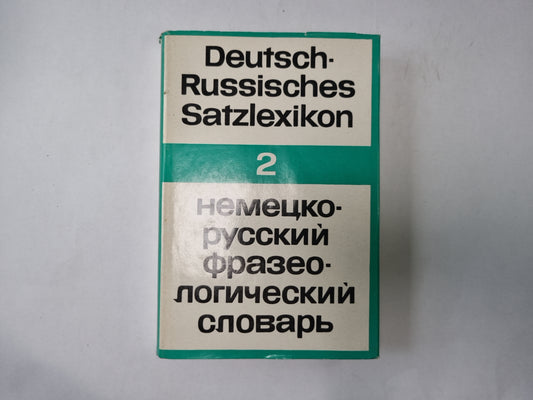 Deutsch-
Russisches
Satzlexikon
2
немецко-
русский
фразео-
логический
словарь